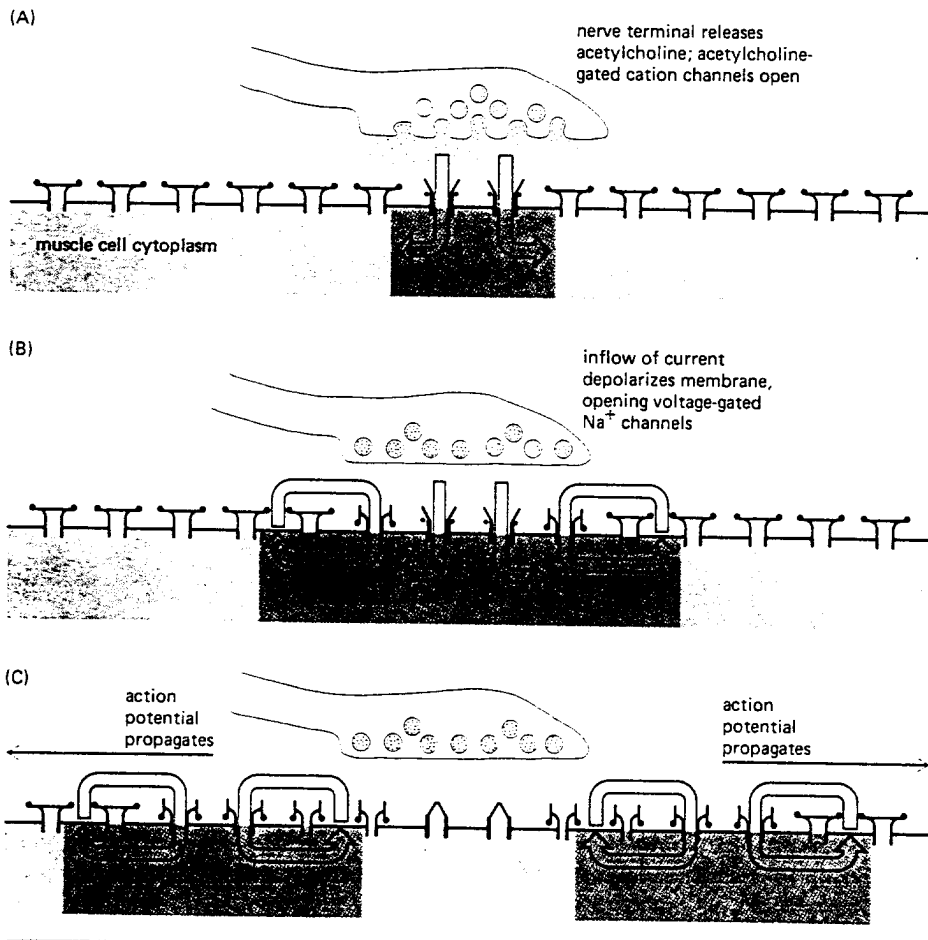 (A)
nerve terminal releases
acetylcholine; acetylcholine-
gated cation channels open
muscle cell cytoplasm
(B)
inflow of current
depolarizes membrane,
opening voltage-gated
Na+ channels
(C)
action
potential
propagates
action
potential
propagates